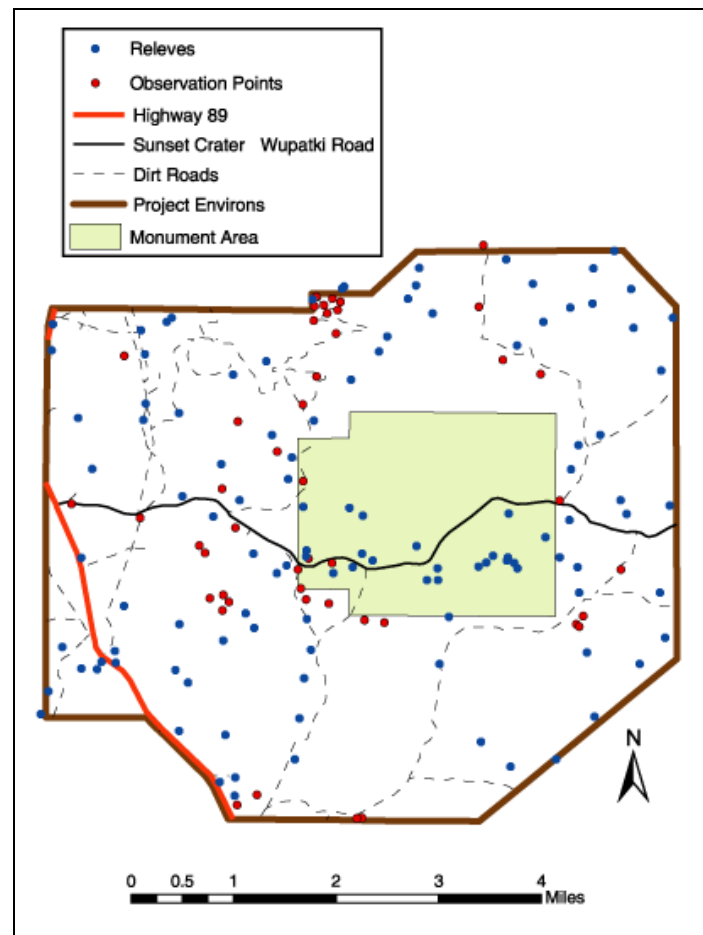 Releves
Observation Points
Highway 89
Sunset Crater Wupatki Road
Dirt Roads
Project Environs
Monument Area
N
0 0.5 1 2 3 4
Miles